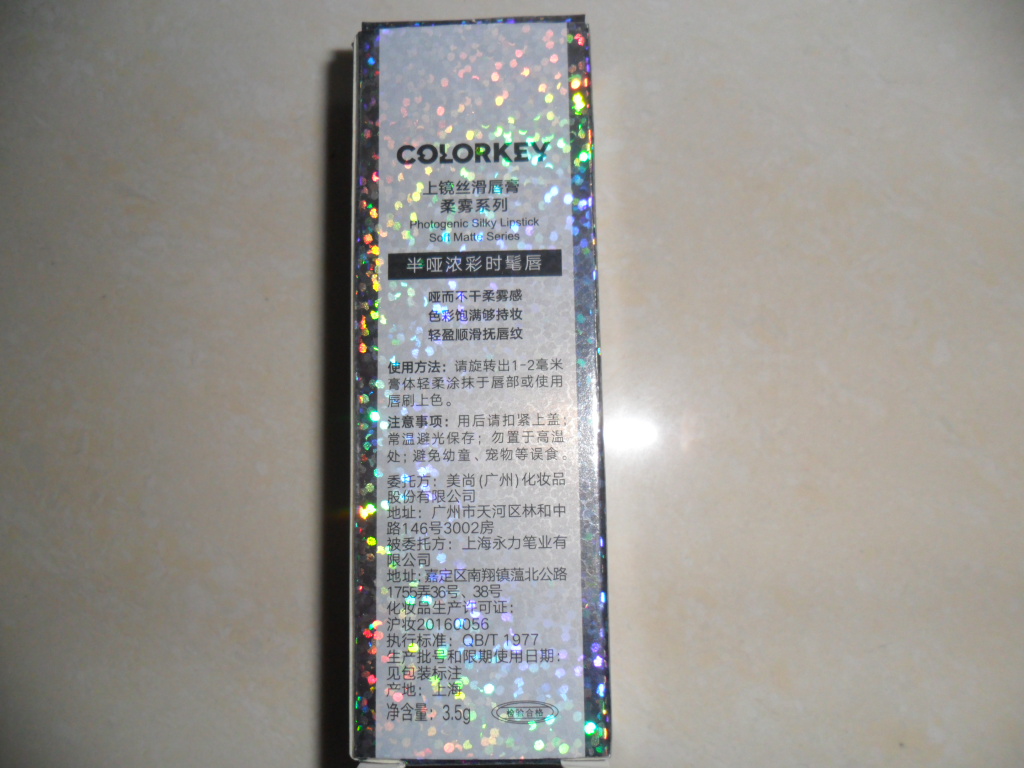 COLORKEY
上镜丝滑唇膏
柔雾系列
Photogenic Silky Lipstick
Soft Matte Series
半哑浓彩时髦唇
哑而不干柔雾感
色彩饱满够持妆
轻盈顺滑抚唇纹
使用方法：请旋转出1-2毫米
膏体轻柔涂抹于唇部或使用
唇刷上色。
注意事项：用后请扣紧上盖；
常温避光保存；勿置于高温
处；避免幼童、宠物等误食。
委托方：美尚(广州)化妆品
股份有限公司
地址：广州市天河区林和中
路146号3002房
被委托方：上海永力笔业有
限公司
地址：嘉定区南翔镇蕰北公路
1755弄36号、38号
化妆品生产许可证：
沪妆20160056
执行标准：QB/T 1977
生产批号和限期使用日期：
见包装标注
产地：上海
净含量：3.5g
检验合格